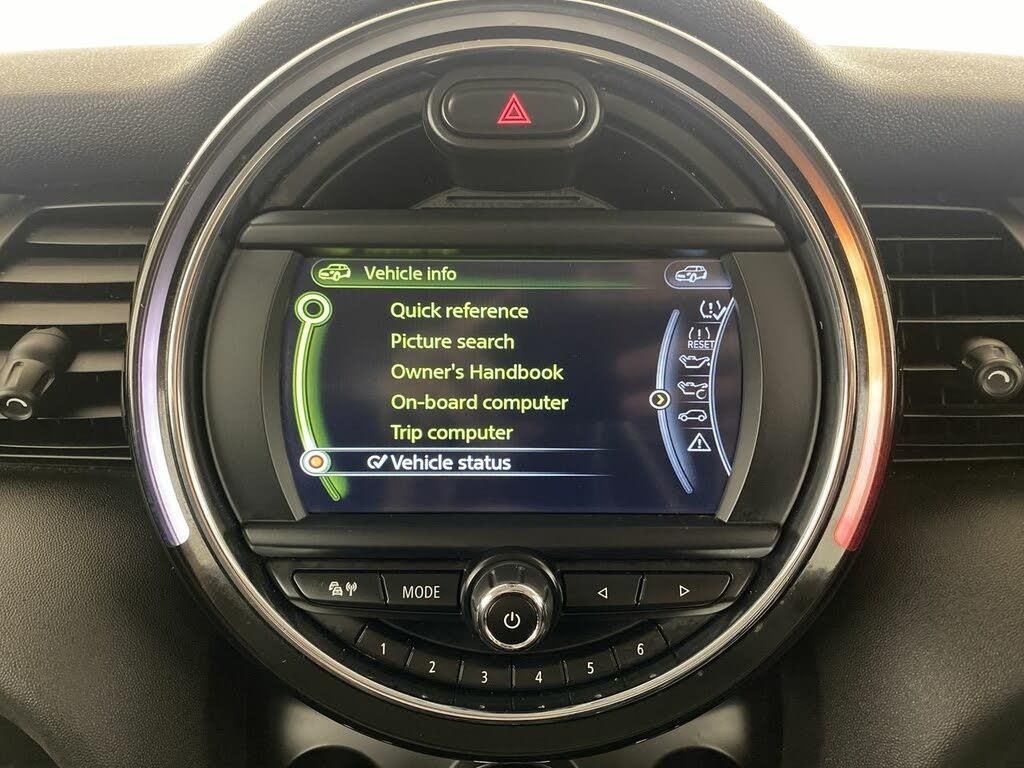 Vehicle info
Quick reference
Picture search
RESET
Owner's Handbook
On-board computer
Trip computer
Vehicle status
MODE
1 2 3 4 5 6